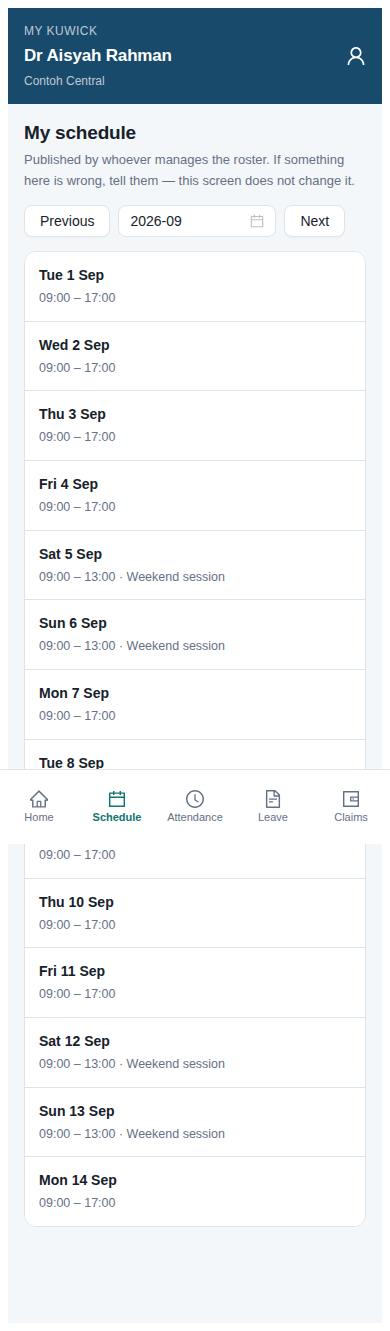 MY KUWICK
Dr Aisyah Rahman
Contoh Central
My schedule
Published by whoever manages the roster. If something
here is wrong, tell them — this screen does not change it.
Previous
2026-09
Next
Tue 1 Sep
09:00 – 17:00
Wed 2 Sep
09:00 – 17:00
Thu 3 Sep
09:00 – 17:00
Fri 4 Sep
09:00 – 17:00
Sat 5 Sep
09:00 – 13:00 · Weekend session
Sun 6 Sep
09:00 – 13:00 · Weekend session
Mon 7 Sep
09:00 – 17:00
Tue 8 Sep
Home
Schedule
Attendance
Leave
Claims
09:00 – 17:00
Thu 10 Sep
09:00 – 17:00
Fri 11 Sep
09:00 – 17:00
Sat 12 Sep
09:00 – 13:00 · Weekend session
Sun 13 Sep
09:00 – 13:00 · Weekend session
Mon 14 Sep
09:00 – 17:00